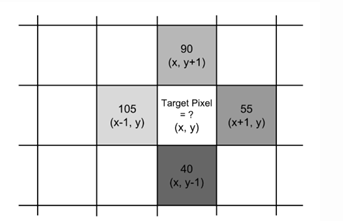 90
(x, y+1)
105
(x-1, y)
Target Pixel
= ?
(x, y)
55
(x+1, y)
40
(x, y-1)